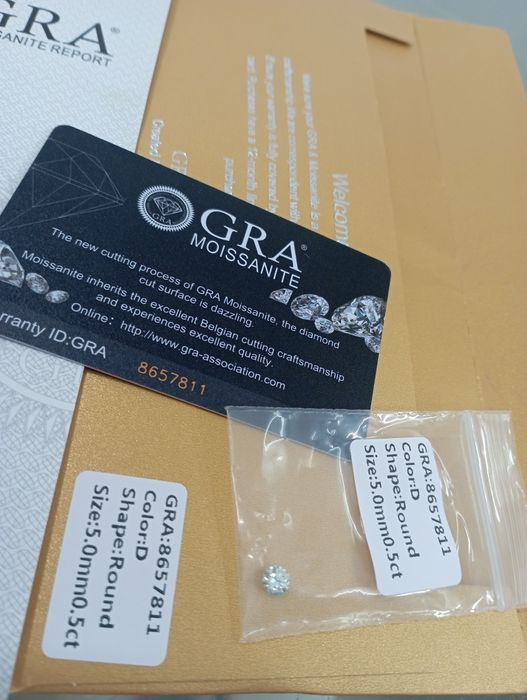 GRA®
SANITE REPORT
Welcome
GRA
GRA®
MOISSANITE
The new cutting process of GRA Moissanite, the diamond
cut surface is dazzling.
Moissanite inherits the excellent Belgian cutting craftsmanship
and experiences excellent quality.
Online: http://www.gra-association.com
rranty ID:GRA 8657811
GRA:8657811
Color:D
Shape:Round
Size:5.0mm0.5ct
GRA:8657811
Color:D
Shape:Round
Size:5.0mm0.5ct